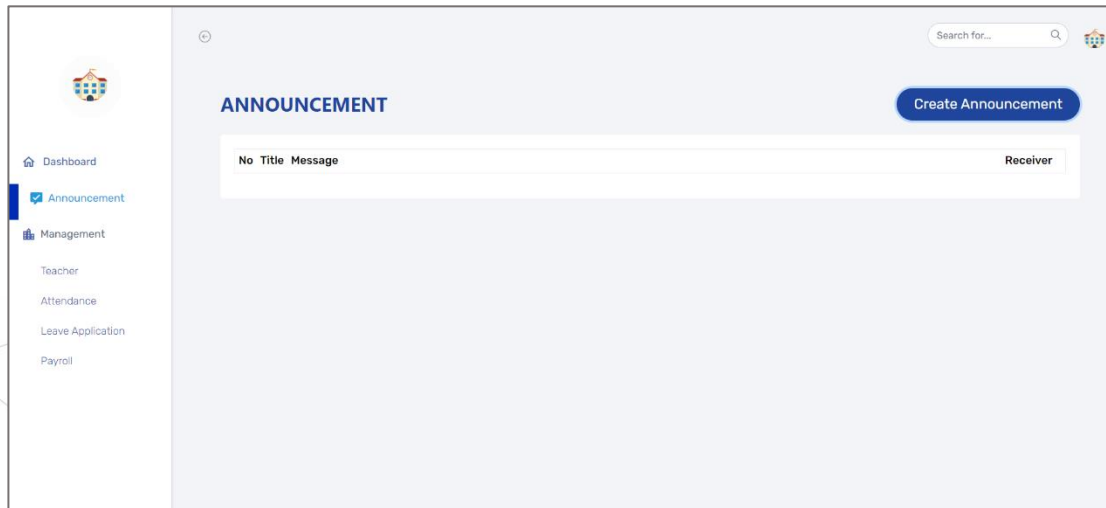 Search for...
ANNOUNCEMENT
Create Announcement
No Title Message Receiver
Dashboard
Announcement
Management
Teacher
Attendance
Leave Application
Payroll